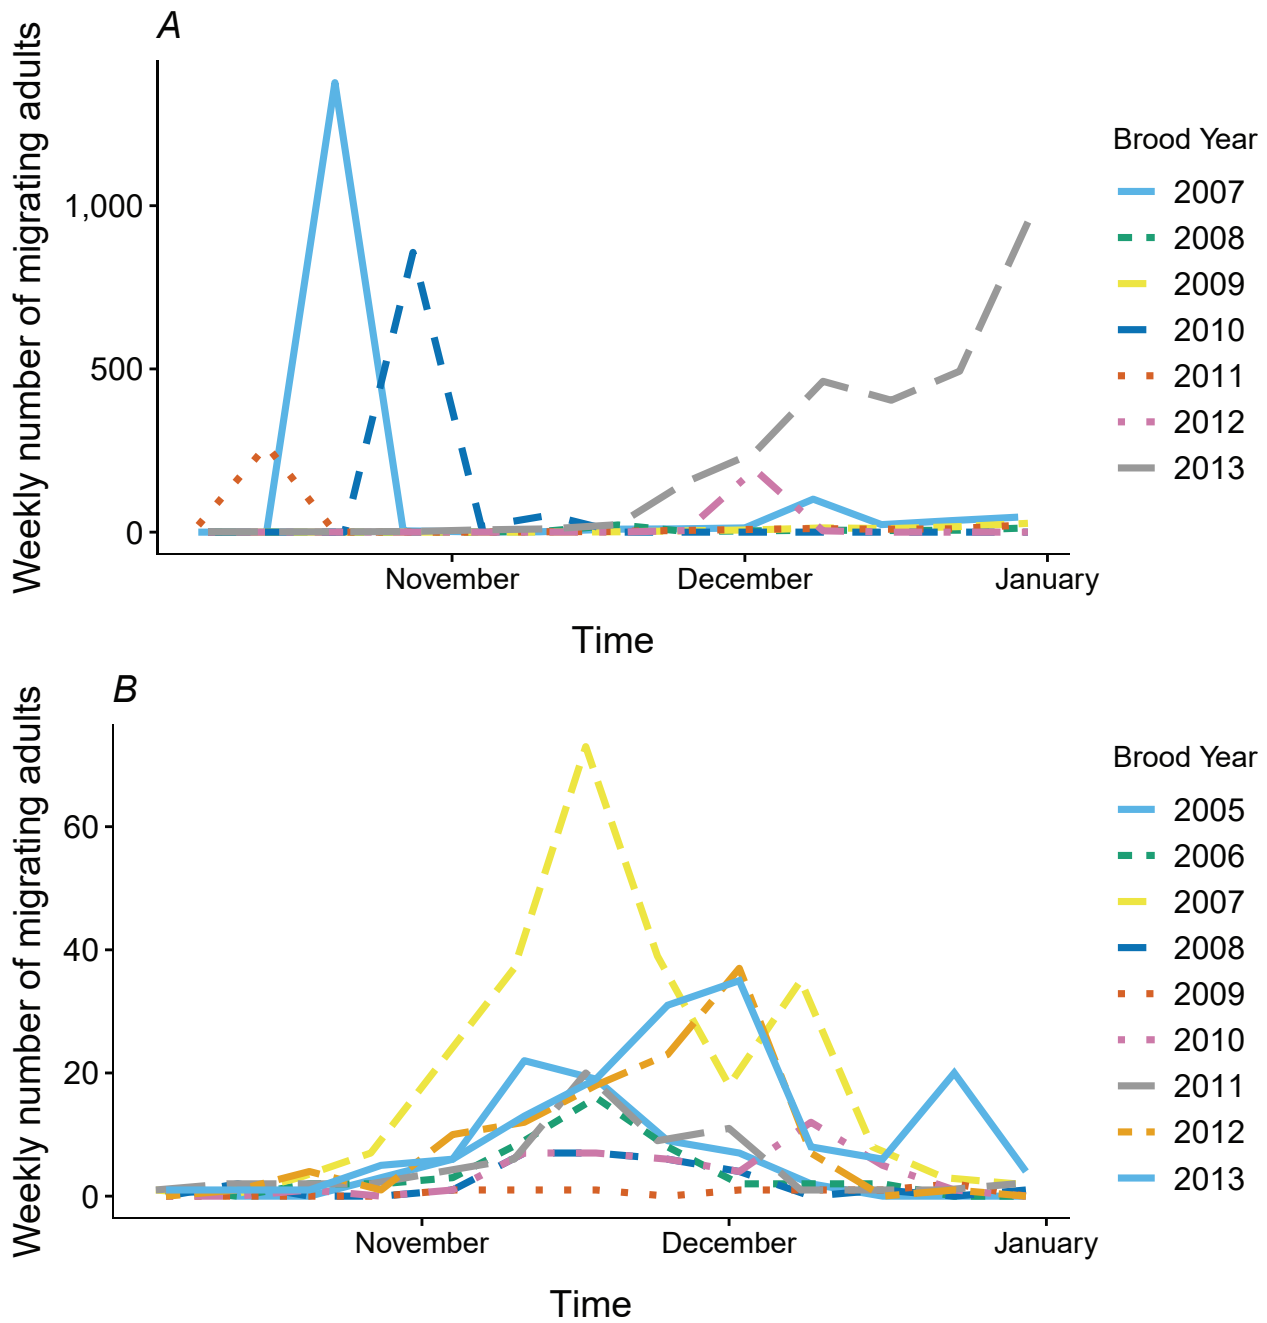 A
Weekly number of migrating adults
1,000
500
0
November
December
January
Time
Brood Year
2007
2008
2009
2010
2011
2012
2013
B
Weekly number of migrating adults
60
40
20
0
November
December
January
Time
Brood Year
2005
2006
2007
2008
2009
2010
2011
2012
2013